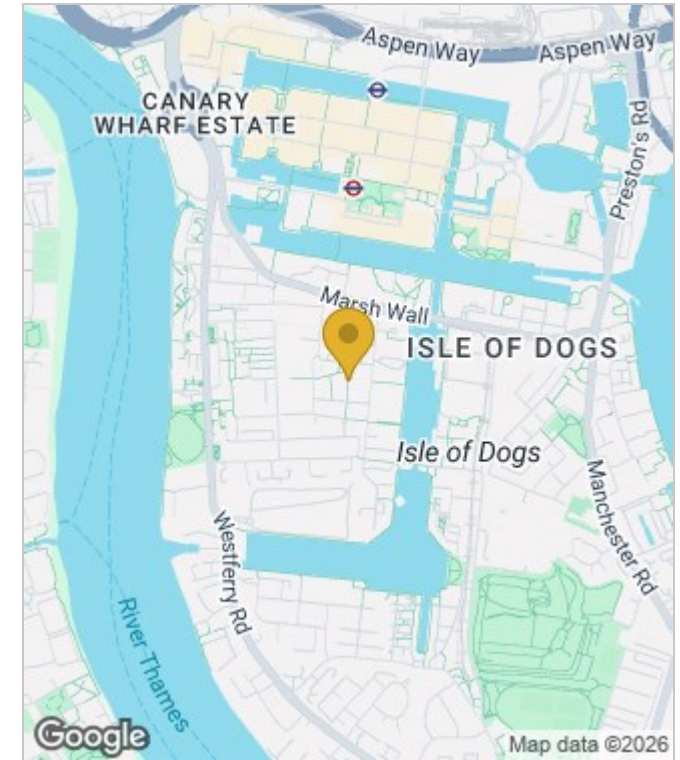 Aspen Way
Aspen Way
CANARY
WHARF ESTATE
Preston's Rd
Marsh Wall
ISLE OF DOGS
Isle of Dogs
Manchester Rd
Westferry Rd
River Thames
Google
Map data ©2026